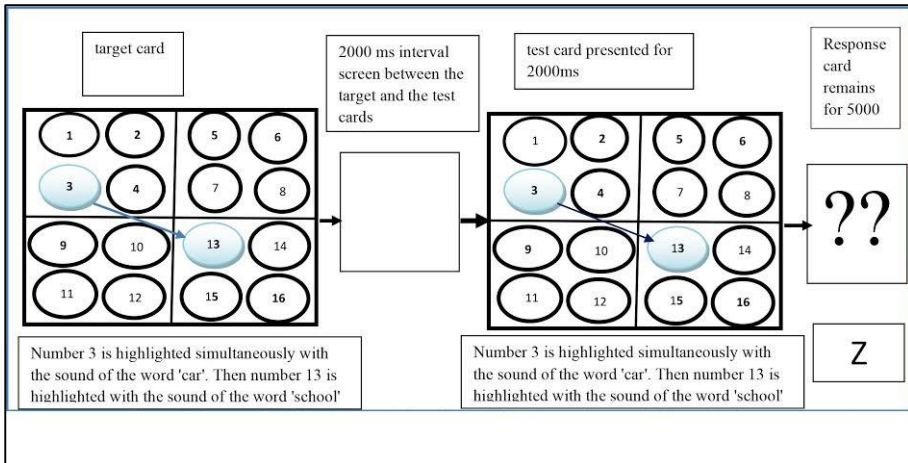 target card
2000 ms interval
screen between the
target and the test
cards
test card presented for
2000ms
Response
card
remains
for 5000
1 2 5 6
3 4 7 8
9 10 13 14
11 12 15 16
1 2 5 6
3 4 7 8
9 10 13 14
11 12 15 16
??
Number 3 is highlighted simultaneously with
the sound of the word 'car'. Then number 13 is
highlighted with the sound of the word 'school'
Number 3 is highlighted simultaneously with
the sound of the word 'car'. Then number 13 is
highlighted with the sound of the word 'school'
Z